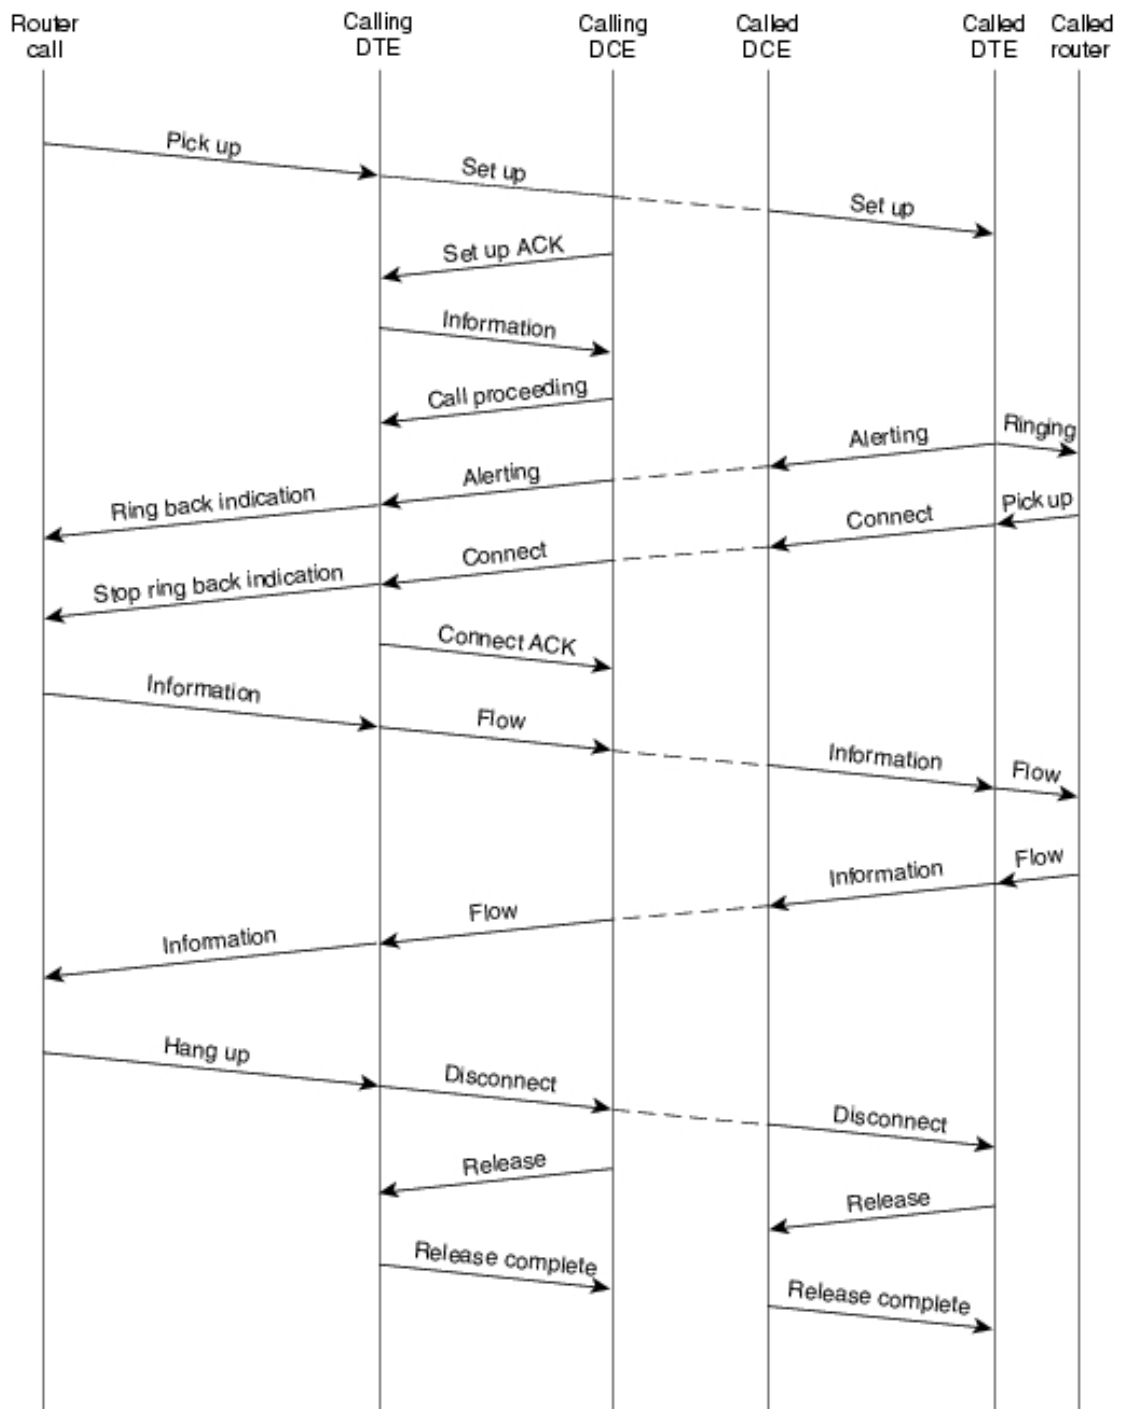 Router
call
Calling
DTE
Calling
DCE
Called
DCE
Called
DTE
Called
router
Pick up
Set up
Set up
Set up ACK
Information
Call proceeding
Ringing
Alerting
Alerting
Ring back indication
Pick up
Connect
Connect
Stop ring back indication
Connect ACK
Information
Flow
Information
Flow
Flow
Information
Flow
Information
Hang up
Disconnect
Disconnect
Release
Release
Release complete
Release complete